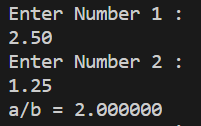 Enter Number 1 :
2.50
Enter Number 2 :
1.25
a/b = 2.000000